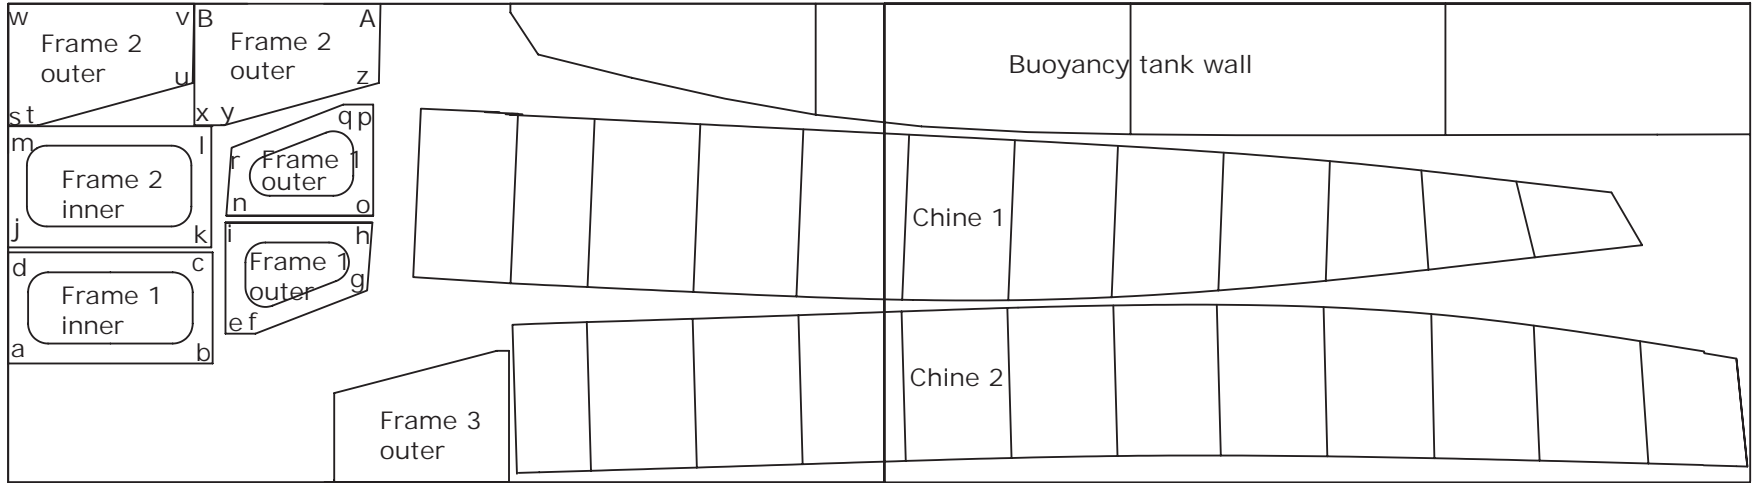 w v B A
Frame 2
outer
Frame 2
outer
u z
s t x y
Buoyancy tank wall
m l
Frame 2
inner
j k
q p
r Frame 1
outer
n o
i h
Frame 1
outer g
e f
d c
Frame 1
inner
a b
Chine 1
Chine 2
Frame 3
outer